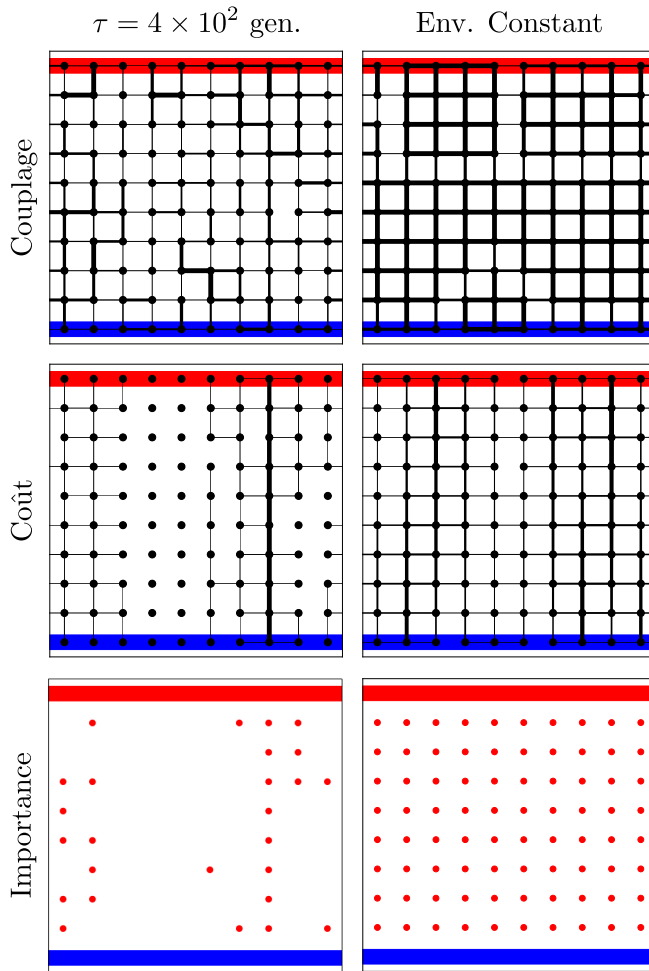 τ = 4 × 10² gen.
Env. Constant
Couplage
Coût
Importance